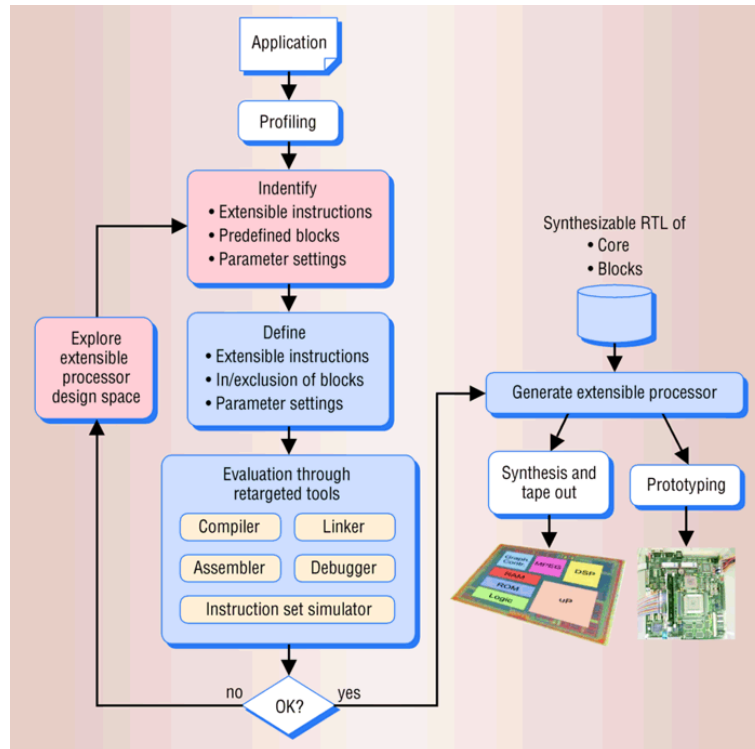 Application
Profiling
Indentify
• Extensible instructions
• Predefined blocks
• Parameter settings
Explore
extensible
processor
design space
Define
• Extensible instructions
• In/exclusion of blocks
• Parameter settings
Evaluation through
retargeted tools
Compiler
Linker
Assembler
Debugger
Instruction set simulator
no
OK?
yes
Synthesizable RTL of
• Core
• Blocks
Generate extensible processor
Synthesis and
tape out
Prototyping
Graph
Contr.
MPEG
DSP
RAM
ROM
Logic
uP